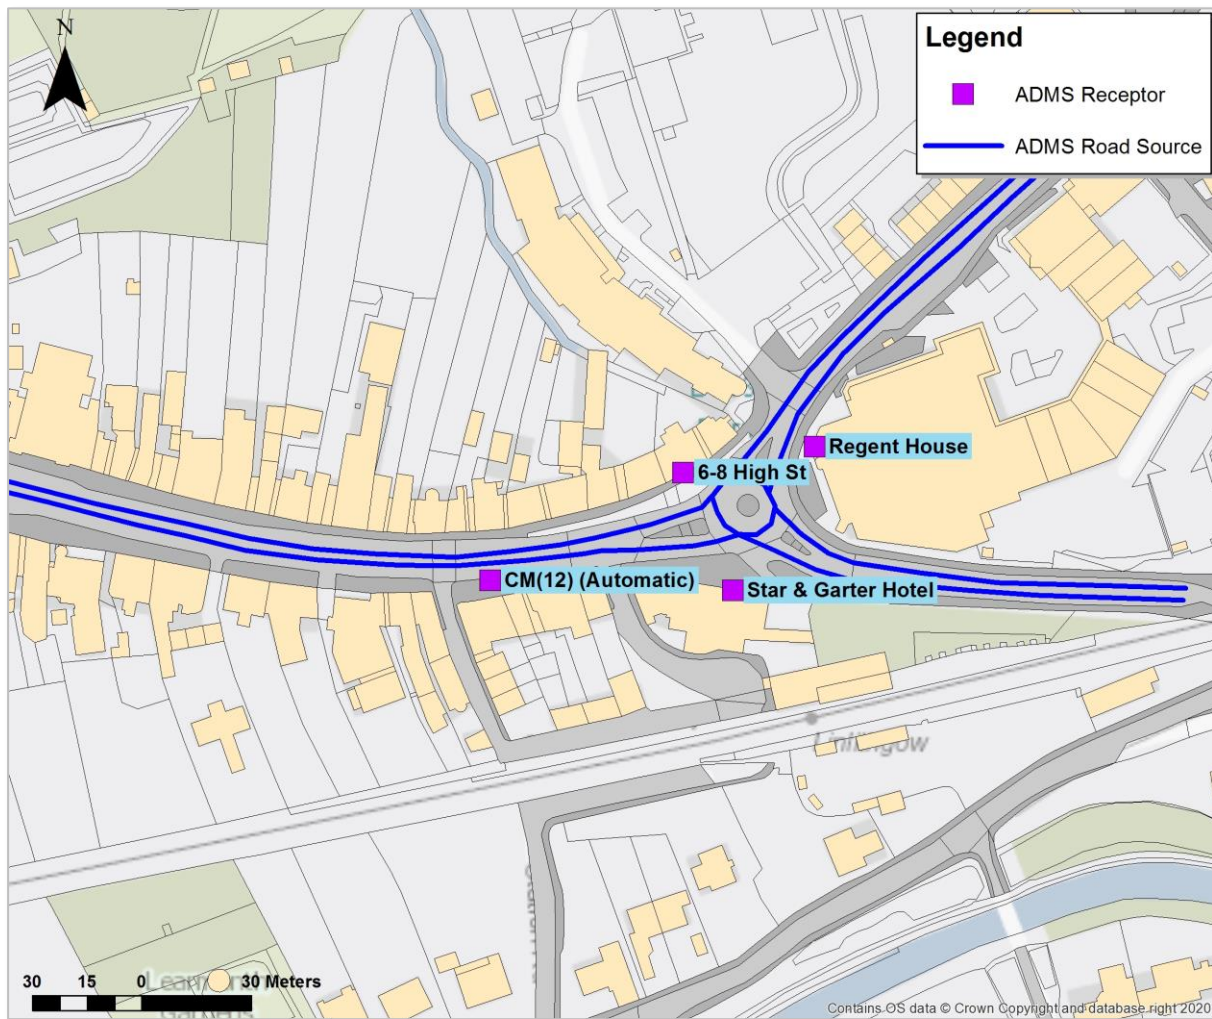 N
Legend
ADMS Receptor
ADMS Road Source
Regent House
6-8 High St
CM(12) (Automatic)
Star & Garter Hotel
Linlithgow
30 15 0 30 Meters
Contains OS data © Crown Copyright and database right 2020